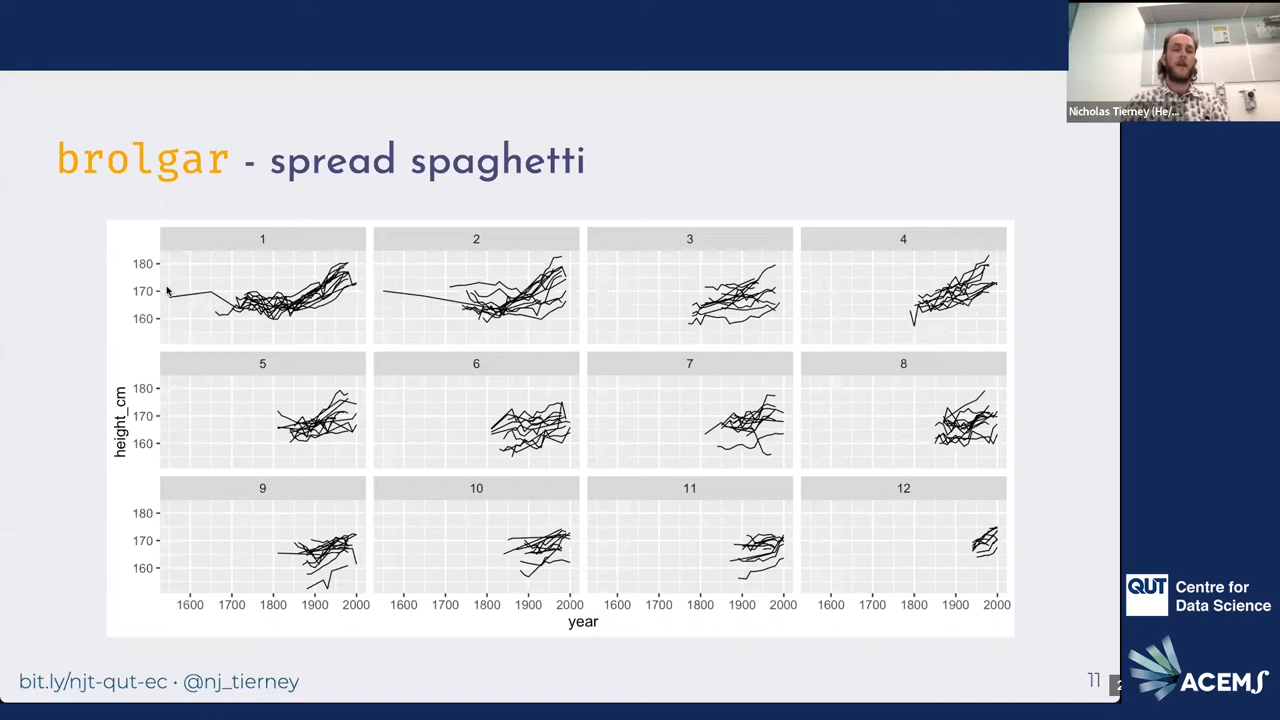 Nicholas Tierney (He/...
brolgar - spread spaghetti
1 2 3 4
180
170
160
5 6 7 8
180
170
160
9 10 11 12
180
170
160
height_cm
1600 1700 1800 1900 2000 1600 1700 1800 1900 2000 1600 1700 1800 1900 2000 1600 1700 1800 1900 2000
year
QUT Centre for
Data Science
ACEMS
bit.ly/njt-qut-ec · @nj_tierney
11
2